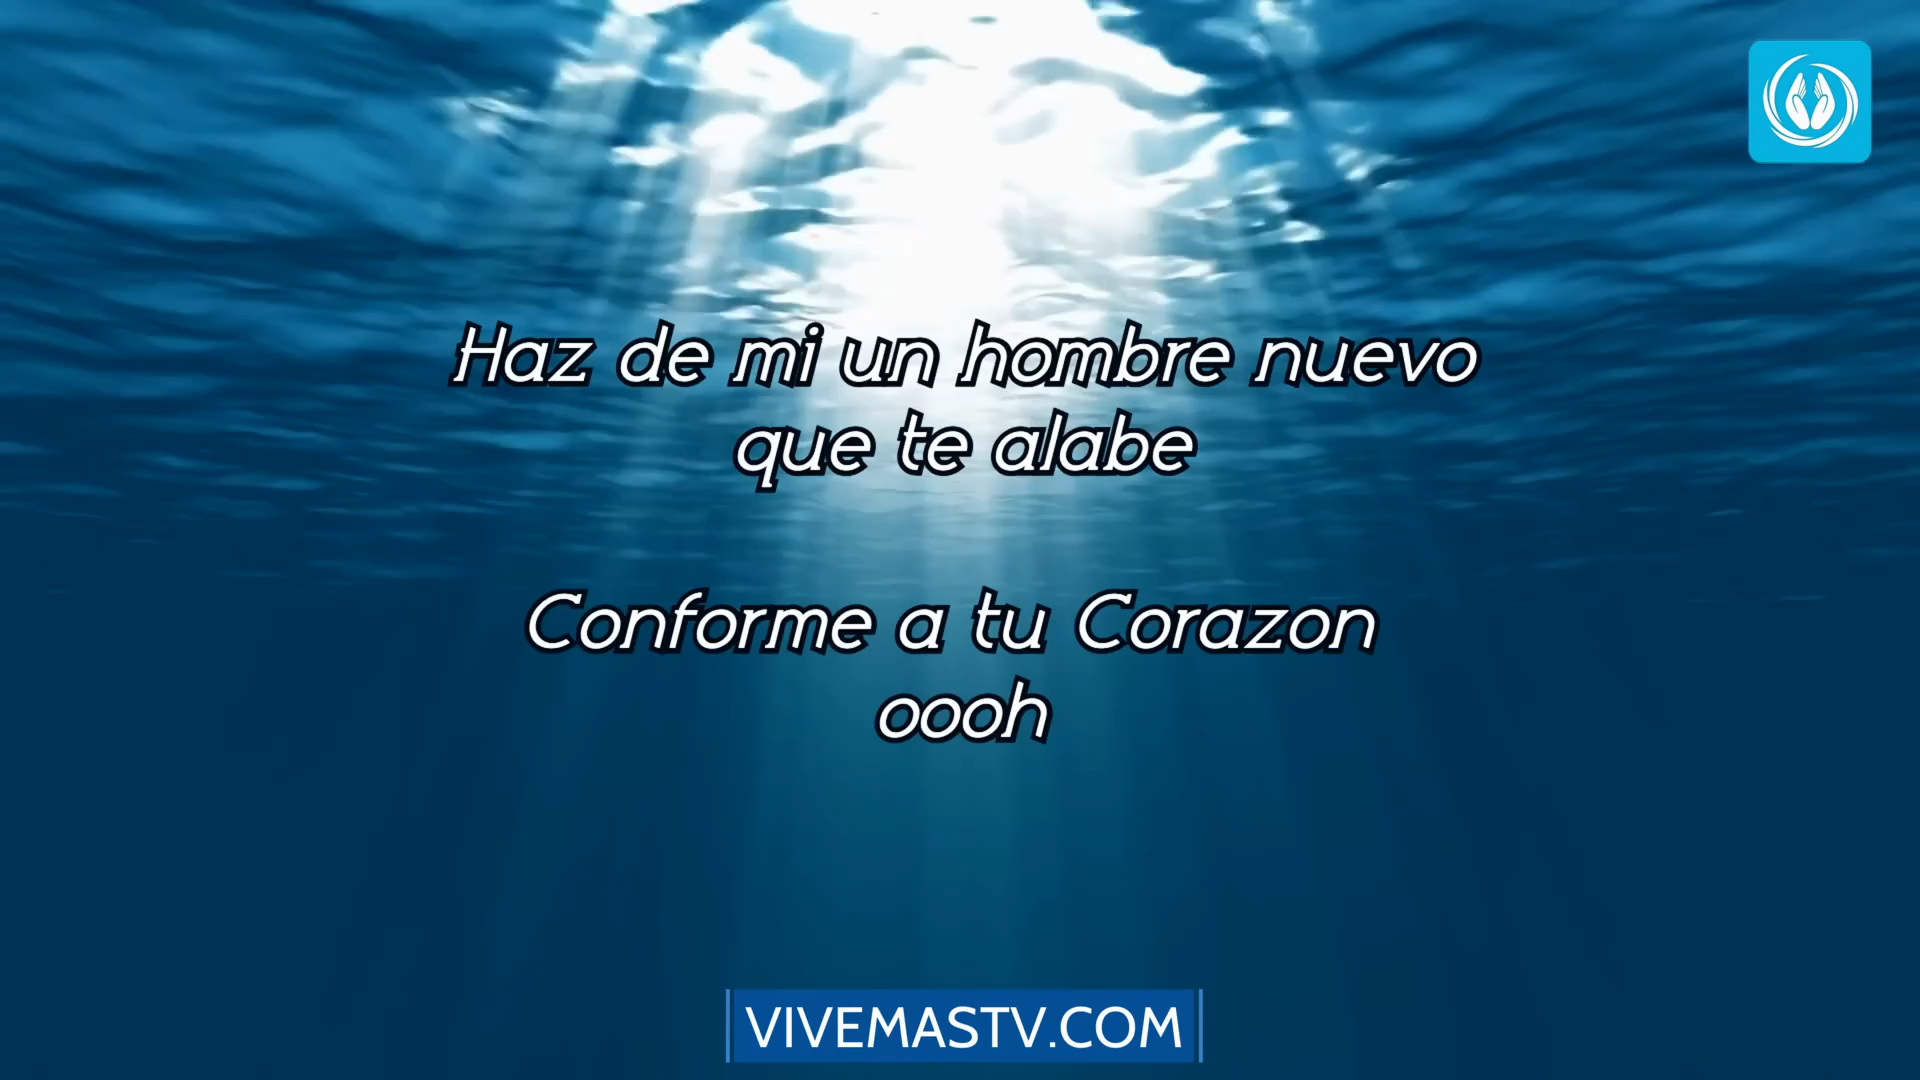 Haz de mi un hombre nuevo
que te alabe
Conforme a tu Corazon
oooh
VIVEMASTV.COM